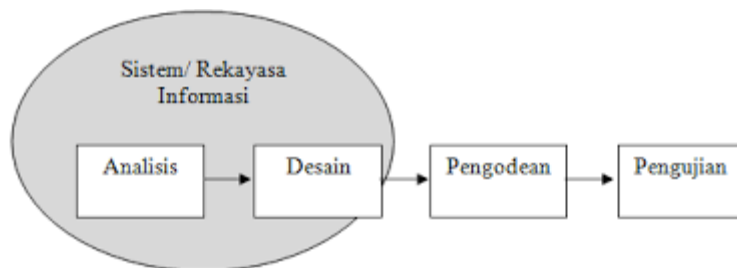 Sistem/ Rekayasa
Informasi
Analisis
Desain
Pengodean
Pengujian